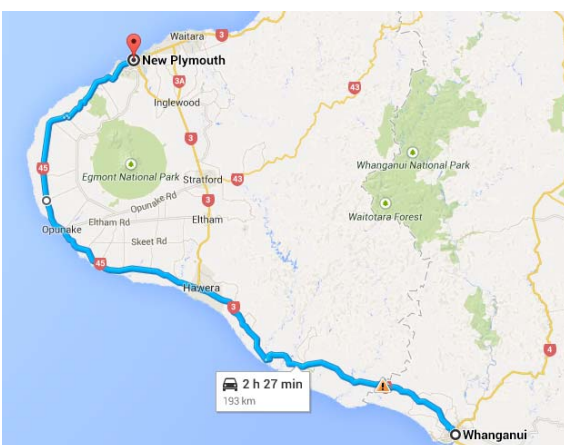 Waitara
3
New Plymouth
3A
43
Inglewood
3
Whanganui National Park
45
Egmont National Park
Stratford
43
Opunake Rd
3
Waitotara Forest
Eltham Rd
Eltham
Opunake
Skeet Rd
45
Hawera
3
4
2 h 27 min
193 km
Whanganui